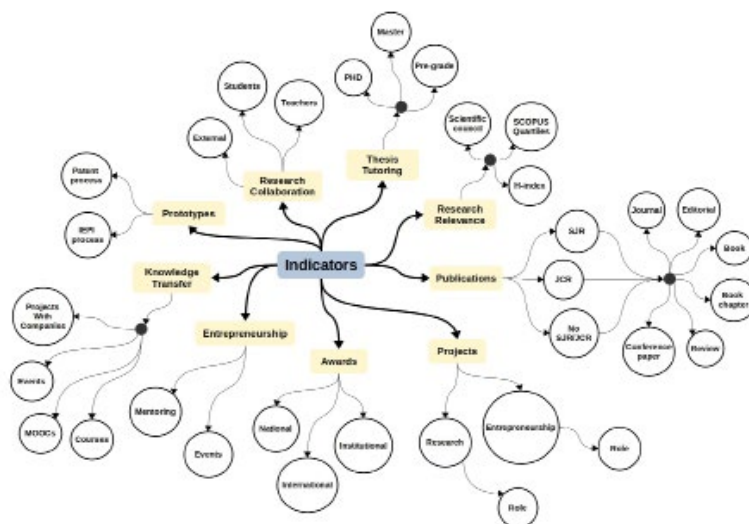 Master
Pre-grade
PHD
Students
Teachers
External
Scientific
council
SCOPUS
Quartiles
H-index
Thesis
Tutoring
Research
Collaboration
Research
Relevance
Patent
process
IEPI
process
Prototypes
Indicators
Knowledge
Transfer
Publications
SJR
JCR
No
SJR/JCR
Journal
Editorial
Book
Book
chapter
Review
Conference
paper
Projects
With
Companies
Events
MOOCs
Courses
Entrepreneurship
Mentoring
Events
Awards
National
International
Institutional
Projects
Research
Role
Entrepreneurship
Role